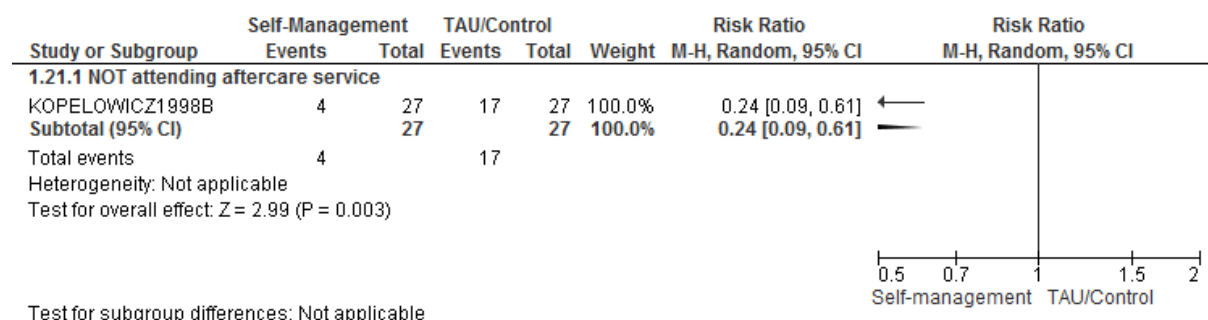 Self-Management TAU/Control Risk Ratio Risk Ratio
Study or Subgroup Events Total Events Total Weight M-H, Random, 95% CI M-H, Random, 95% CI
1.21.1 NOT attending aftercare service
KOPELOWICZ1998B 4 27 17 27 100.0% 0.24 [0.09, 0.61]
Subtotal (95% CI) 27 27 100.0% 0.24 [0.09, 0.61]
Total events 4 17
Heterogeneity: Not applicable
Test for overall effect: Z = 2.99 (P = 0.003)
0.5 0.7 1 1.5 2
Self-management TAU/Control
Test for subgroup differences: Not applicable